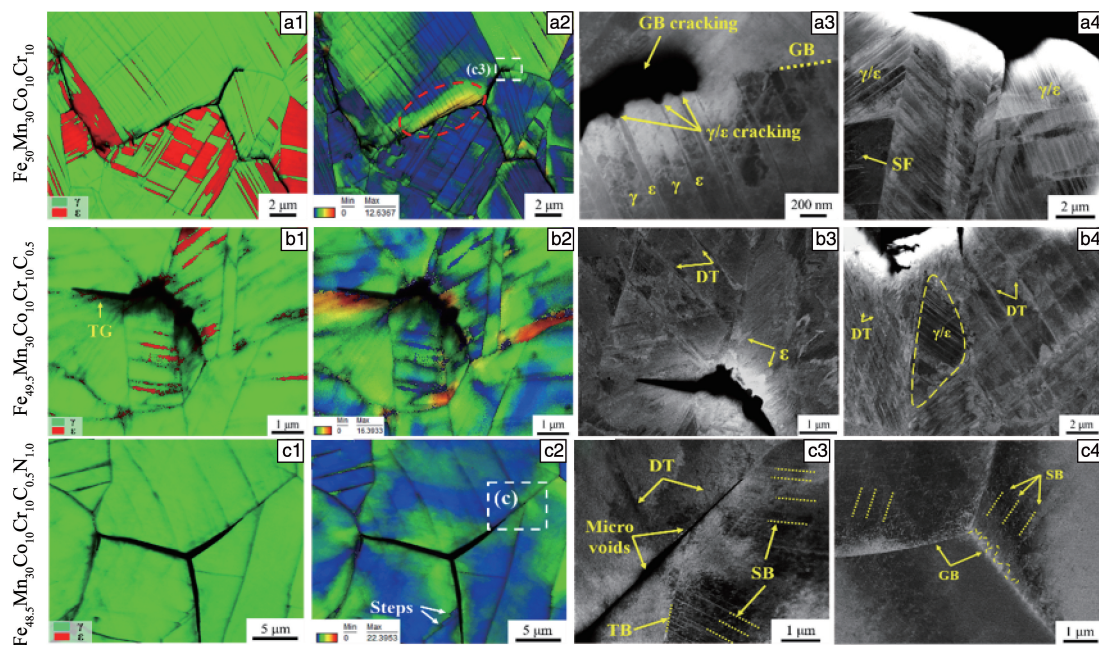 Fe50Mn30Co10Cr10
a1
γ
ε
2 μm
a2
(c3)
Min Max
0 12.6367
2 μm
a3
GB cracking
GB
γ/ε cracking
γ ε γ ε
200 nm
a4
γ/ε
γ/ε
SF
2 μm
Fe49.5Mn30Co10Cr10C0.5
b1
TG
γ
ε
1 μm
b2
Min Max
0 16.3933
1 μm
b3
DT
ε
1 μm
b4
DT
DT
γ/ε
2 μm
Fe48.5Mn30Co10Cr10C0.5N1.0
c1
γ
ε
5 μm
c2
(c)
Steps
Min Max
0 22.3953
5 μm
c3
DT
Micro
voids
SB
TB
1 μm
c4
SB
GB
1 μm